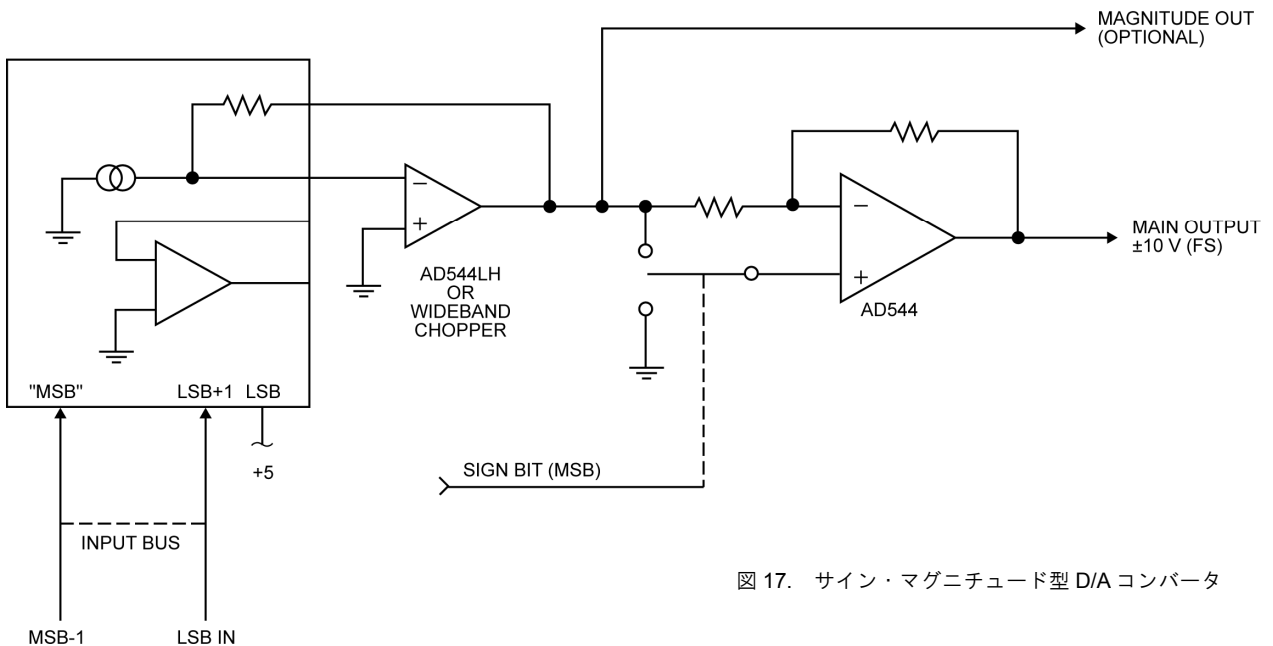 MAGNITUDE OUT
(OPTIONAL)
−
+
AD544LH
OR
WIDEBAND
CHOPPER
−
+
AD544
MAIN OUTPUT
±10 V (FS)
"MSB"
LSB+1
LSB
+5
SIGN BIT (MSB)
INPUT BUS
MSB-1
LSB IN
図 17. サイン・マグニチュード型 D/A コンバータ